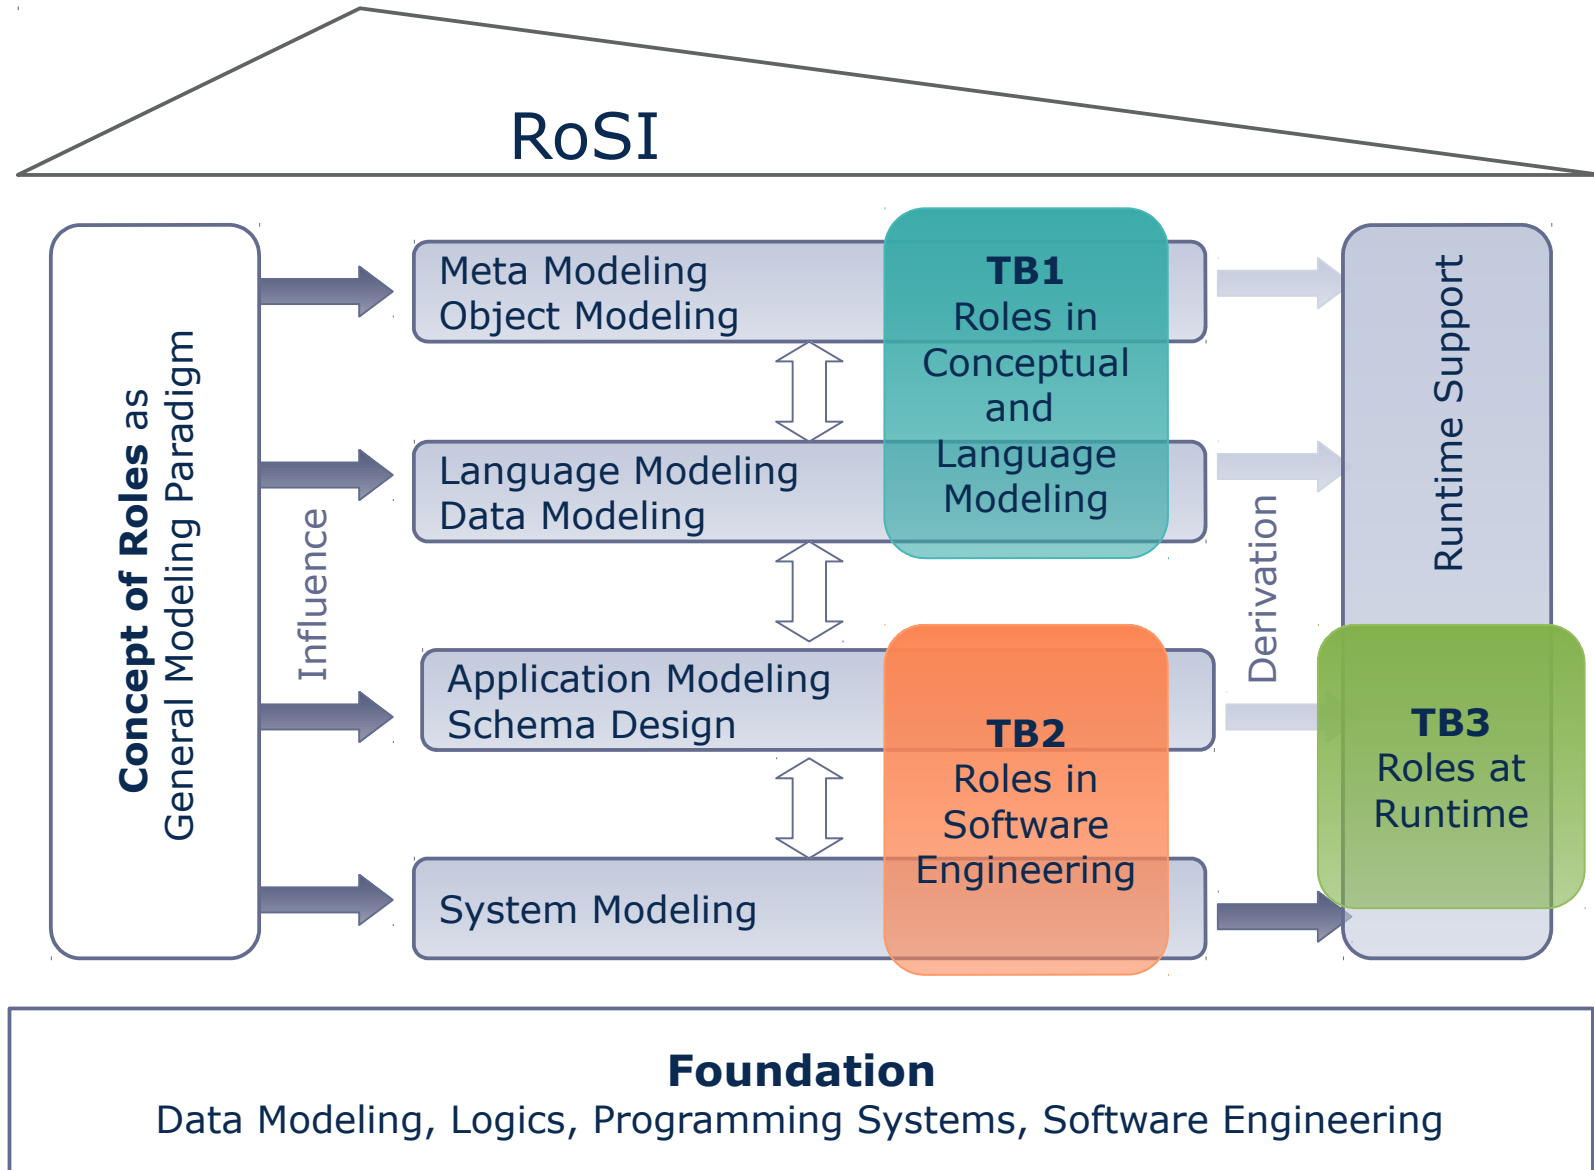 RoSI
Concept of Roles as
General Modeling Paradigm
Influence
Meta Modeling
Object Modeling
Language Modeling
Data Modeling
Application Modeling
Schema Design
System Modeling
TB1
Roles in
Conceptual
and
Language
Modeling
TB2
Roles in
Software
Engineering
Derivation
Runtime Support
TB3
Roles at
Runtime
Foundation
Data Modeling, Logics, Programming Systems, Software Engineering